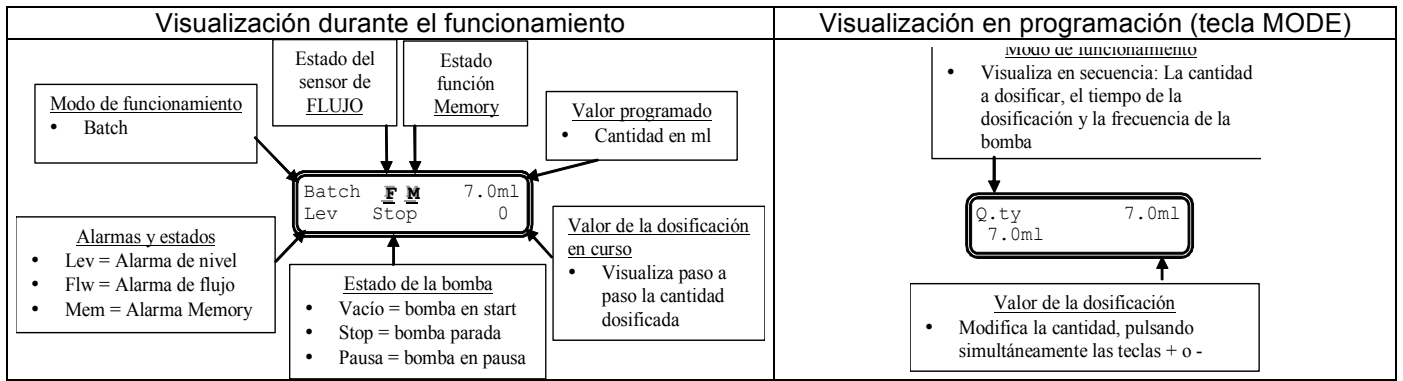 Visualización durante el funcionamiento
Visualización en programación (tecla MODE)
Estado del
sensor de
FLUJO
Estado
función
Memory
Modo de funcionamiento
• Batch
Valor programado
• Cantidad en ml
Batch F M 7.0ml
Lev Stop 0
Alarmas y estados
• Lev = Alarma de nivel
• Flw = Alarma de flujo
• Mem = Alarma Memory
Estado de la bomba
• Vacío = bomba en start
• Stop = bomba parada
• Pausa = bomba en pausa
Valor de la dosificación
en curso
• Visualiza paso a
paso la cantidad
dosificada
Modo de funcionamiento
• Visualiza en secuencia: La cantidad
a dosificar, el tiempo de la
dosificación y la frecuencia de la
bomba
Q.ty 7.0ml
7.0ml
Valor de la dosificación
• Modifica la cantidad, pulsando
simultáneamente las teclas + o -